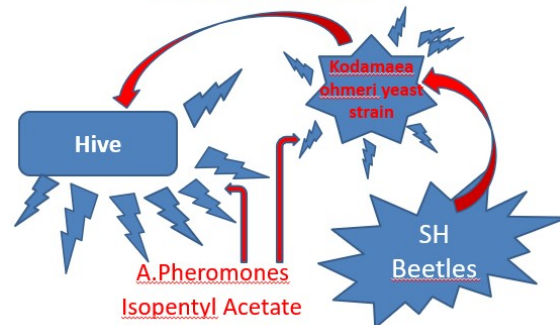 Kodamaea
ohmeri yeast
strain
Hive
SH
Beetles
A.Pheromones
Isopentyl Acetate